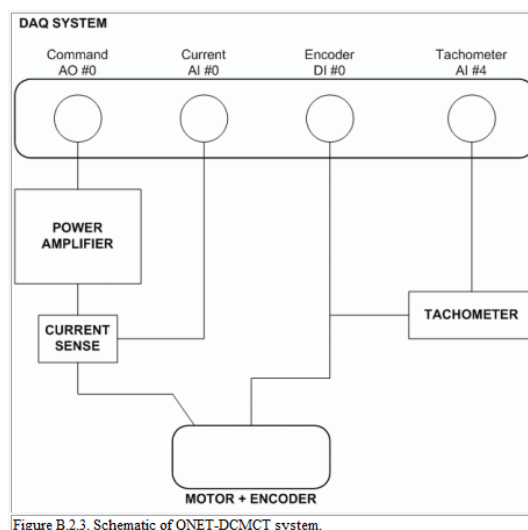 DAQ SYSTEM
Command
AO #0
Current
AI #0
Encoder
DI #0
Tachometer
AI #4
POWER
AMPLIFIER
CURRENT
SENSE
TACHOMETER
MOTOR + ENCODER
Figure B.2.3. Schematic of QNET-DCMCT system.